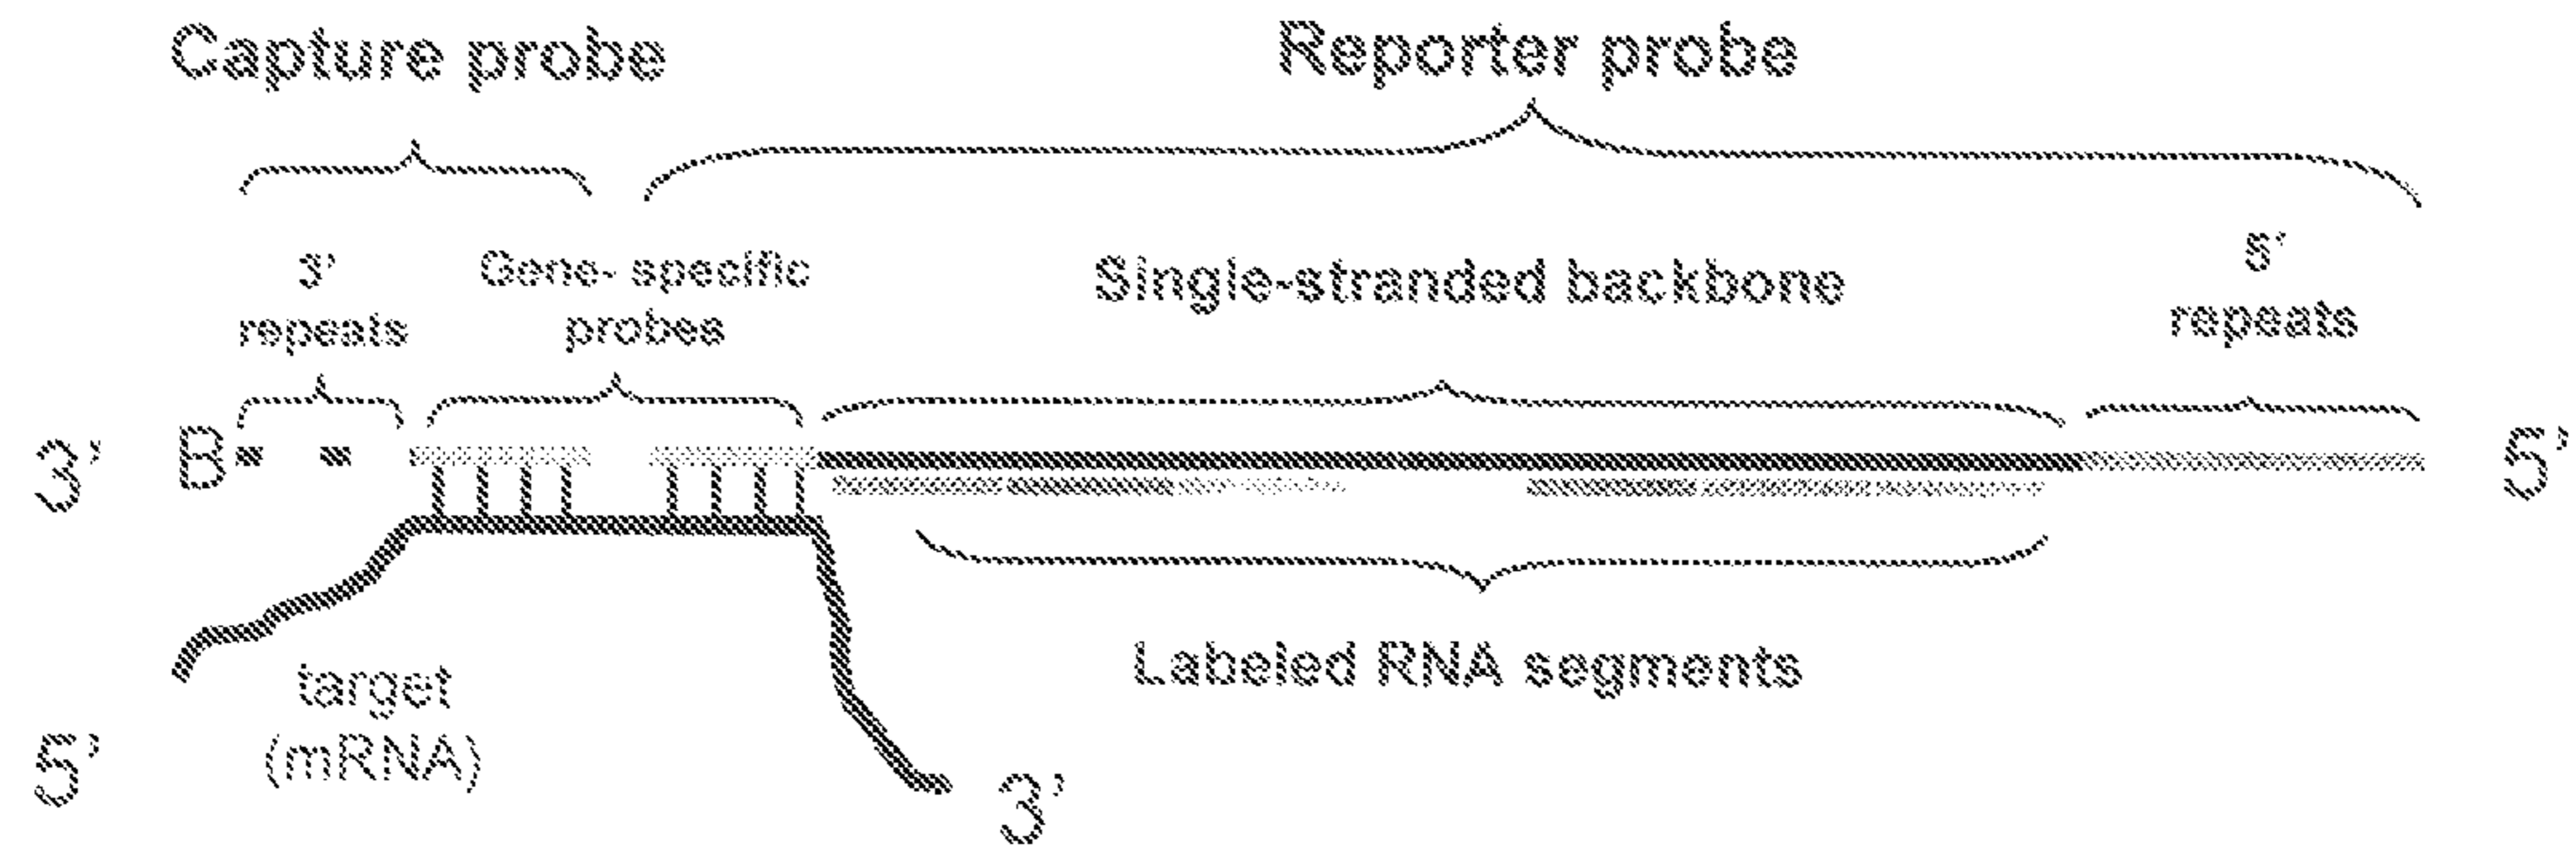 Capture probe
Reporter probe
3'
repeats
Gene- specific
probes
Single-stranded backbone
5'
repeats
3'
B
5'
Labeled RNA segments
target
(mRNA)
5'
3'